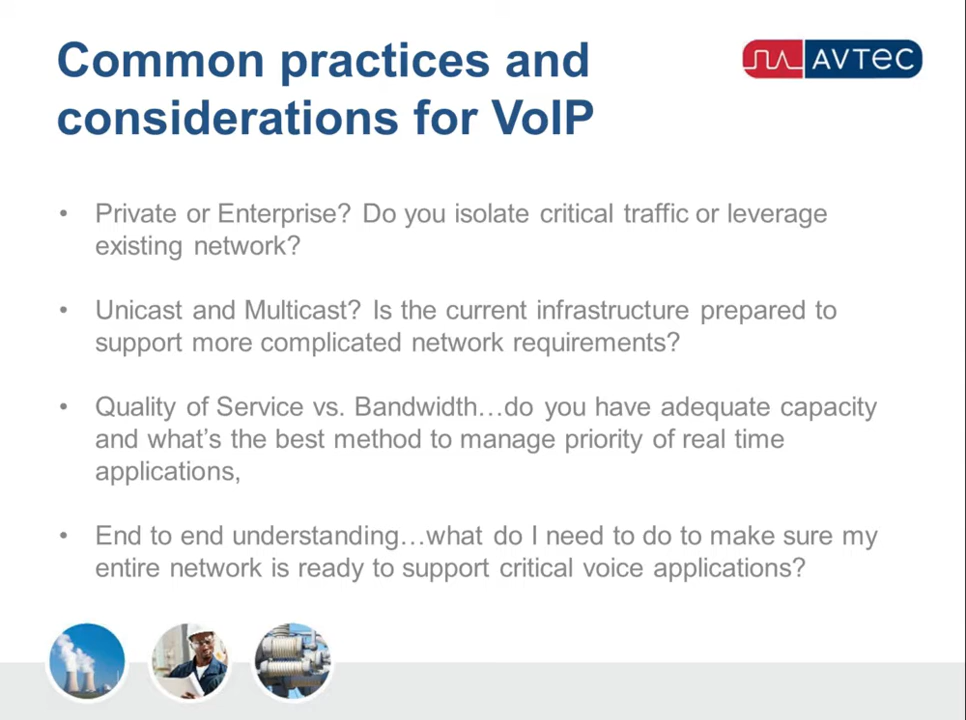 Common practices and
considerations for VoIP
AVTEC
• Private or Enterprise? Do you isolate critical traffic or leverage
existing network?
• Unicast and Multicast? Is the current infrastructure prepared to
support more complicated network requirements?
• Quality of Service vs. Bandwidth…do you have adequate capacity
and what’s the best method to manage priority of real time
applications,
• End to end understanding…what do I need to do to make sure my
entire network is ready to support critical voice applications?